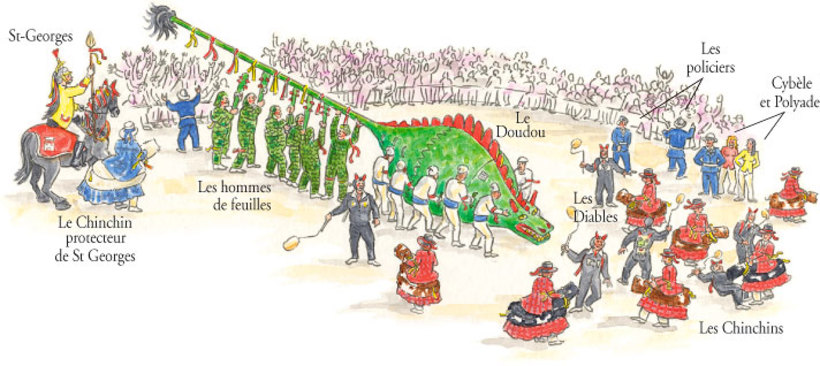 St-Georges
Le Chinchin
protecteur
de St Georges
Les hommes
de feuilles
Le
Doudou
Les
policiers
Cybèle
et Polyade
Les
Diables
Les Chinchins